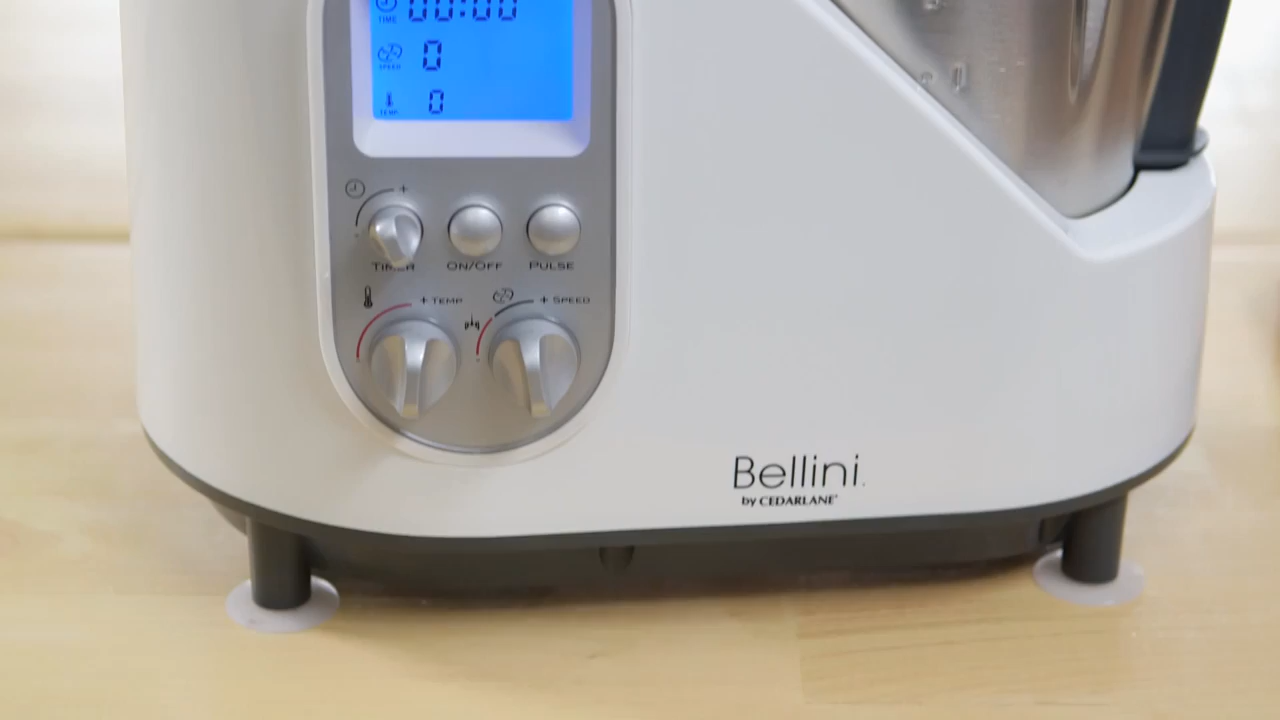 TIME 00:00
SPEED 0
TEMP 0
+
-
TIMER ON/OFF PULSE
+ TEMP + SPEED
Bellini.
by CEDARLANE®